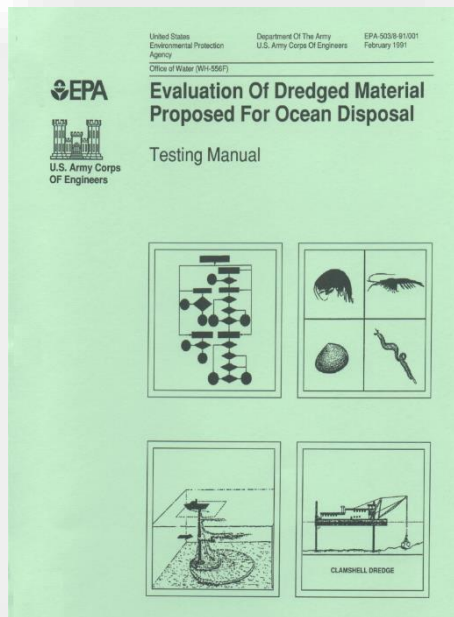 United States
Environmental Protection
Agency
Department Of The Army
U.S. Army Corps Of Engineers
EPA-503/8-91/001
February 1991
Office of Water (WH-556F)
EPA
Evaluation Of Dredged Material
Proposed For Ocean Disposal
U.S. Army Corps
OF Engineers
Testing Manual
CLAMSHELL DREDGE